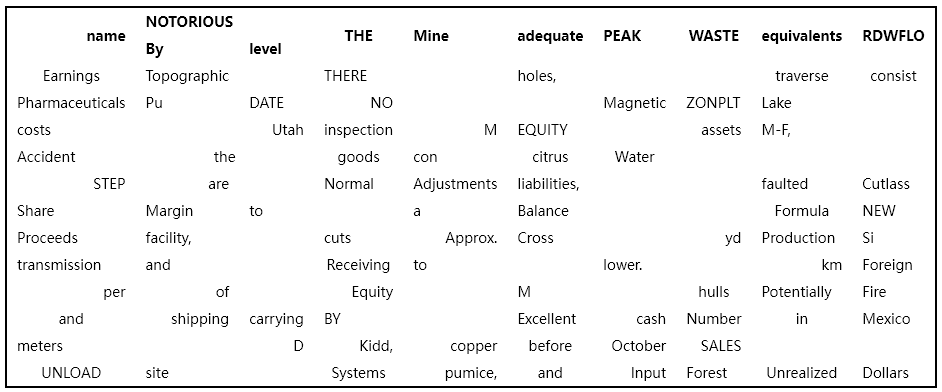 name NOTORIOUS By level THE Mine adequate PEAK WASTE equivalents RDWFLO
Earnings Topographic THERE holes, traverse consist
Pharmaceuticals Pu DATE NO Magnetic ZONPLT Lake
costs Utah inspection M EQUITY assets M-F,
Accident the goods con citrus Water
STEP are Normal Adjustments liabilities, faulted Cutlass
Share Margin to a Balance Formula NEW
Proceeds facility, cuts Approx. Cross yd Production Si
transmission and Receiving to lower. km Foreign
per of Equity M hulls Potentially Fire
and shipping carrying BY Excellent cash Number in Mexico
meters D Kidd, copper before October SALES
UNLOAD site Systems pumice, and Input Forest Unrealized Dollars